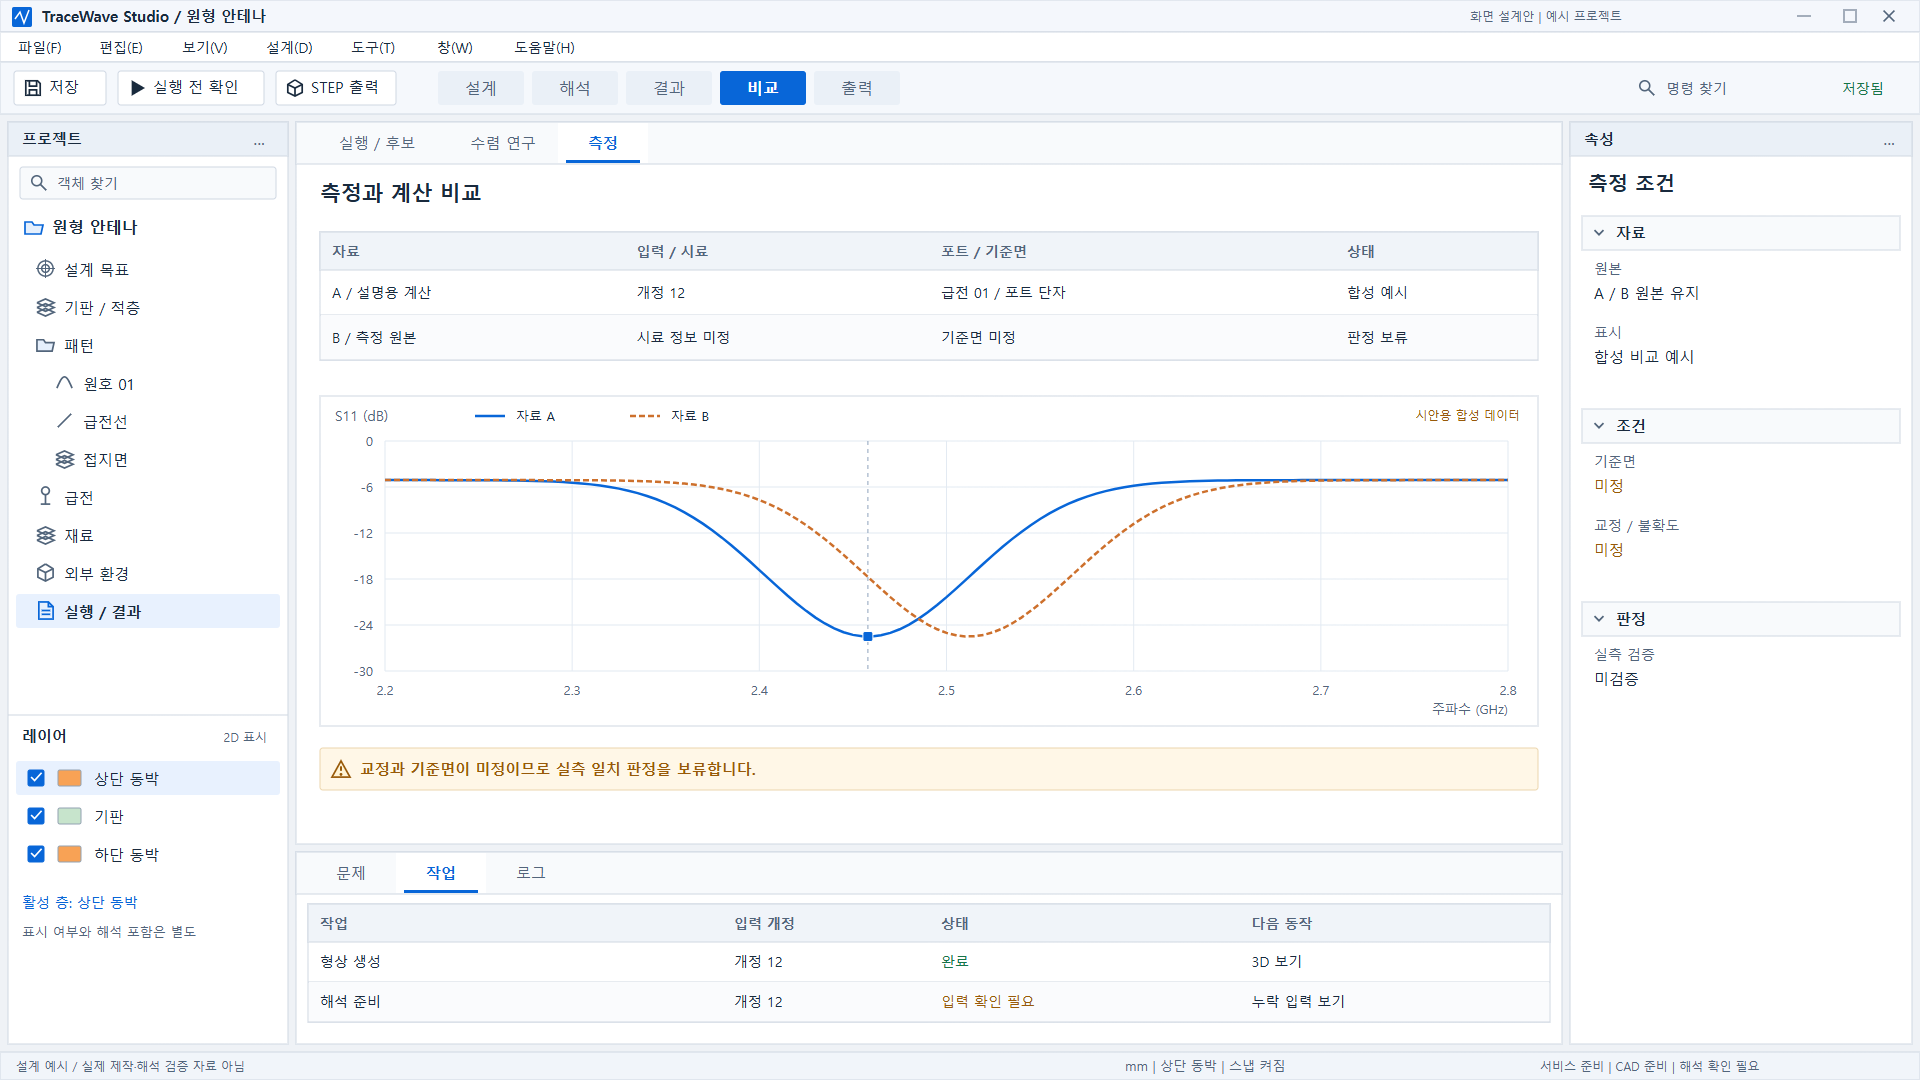 TraceWave Studio / 원형 안테나
화면 설계안 | 예시 프로젝트
파일(F) 편집(E) 보기(V) 설계(D) 도구(T) 창(W) 도움말(H)
저장 실행 전 확인 STEP 출력 설계 해석 결과 비교 출력 명령 찾기 저장됨
프로젝트 ...
객체 찾기
원형 안테나
설계 목표
기판 / 적층
패턴
원호 01
급전선
접지면
급전
재료
외부 환경
실행 / 결과
레이어 2D 표시
상단 동박
기판
하단 동박
활성 층: 상단 동박
표시 여부와 해석 포함은 별도
실행 / 후보 수렴 연구 측정
측정과 계산 비교
자료 입력 / 시료 포트 / 기준면 상태
A / 설명용 계산 개정 12 급전 01 / 포트 단자 합성 예시
B / 측정 원본 시료 정보 미정 기준면 미정 판정 보류
S11 (dB) 자료 A 자료 B 시안용 합성 데이터
0
-6
-12
-18
-24
-30
2.2 2.3 2.4 2.5 2.6 2.7 2.8
주파수 (GHz)
교정과 기준면이 미정이므로 실측 일치 판정을 보류합니다.
문제 작업 로그
작업 입력 개정 상태 다음 동작
형상 생성 개정 12 완료 3D 보기
해석 준비 개정 12 입력 확인 필요 누락 입력 보기
속성 ...
측정 조건
자료
원본
A / B 원본 유지
표시
합성 비교 예시
조건
기준면
미정
교정 / 불확도
미정
판정
실측 검증
미검증
설계 예시 / 실제 제작·해석 검증 자료 아님
mm | 상단 동박 | 스냅 켜짐
서비스 준비 | CAD 준비 | 해석 확인 필요